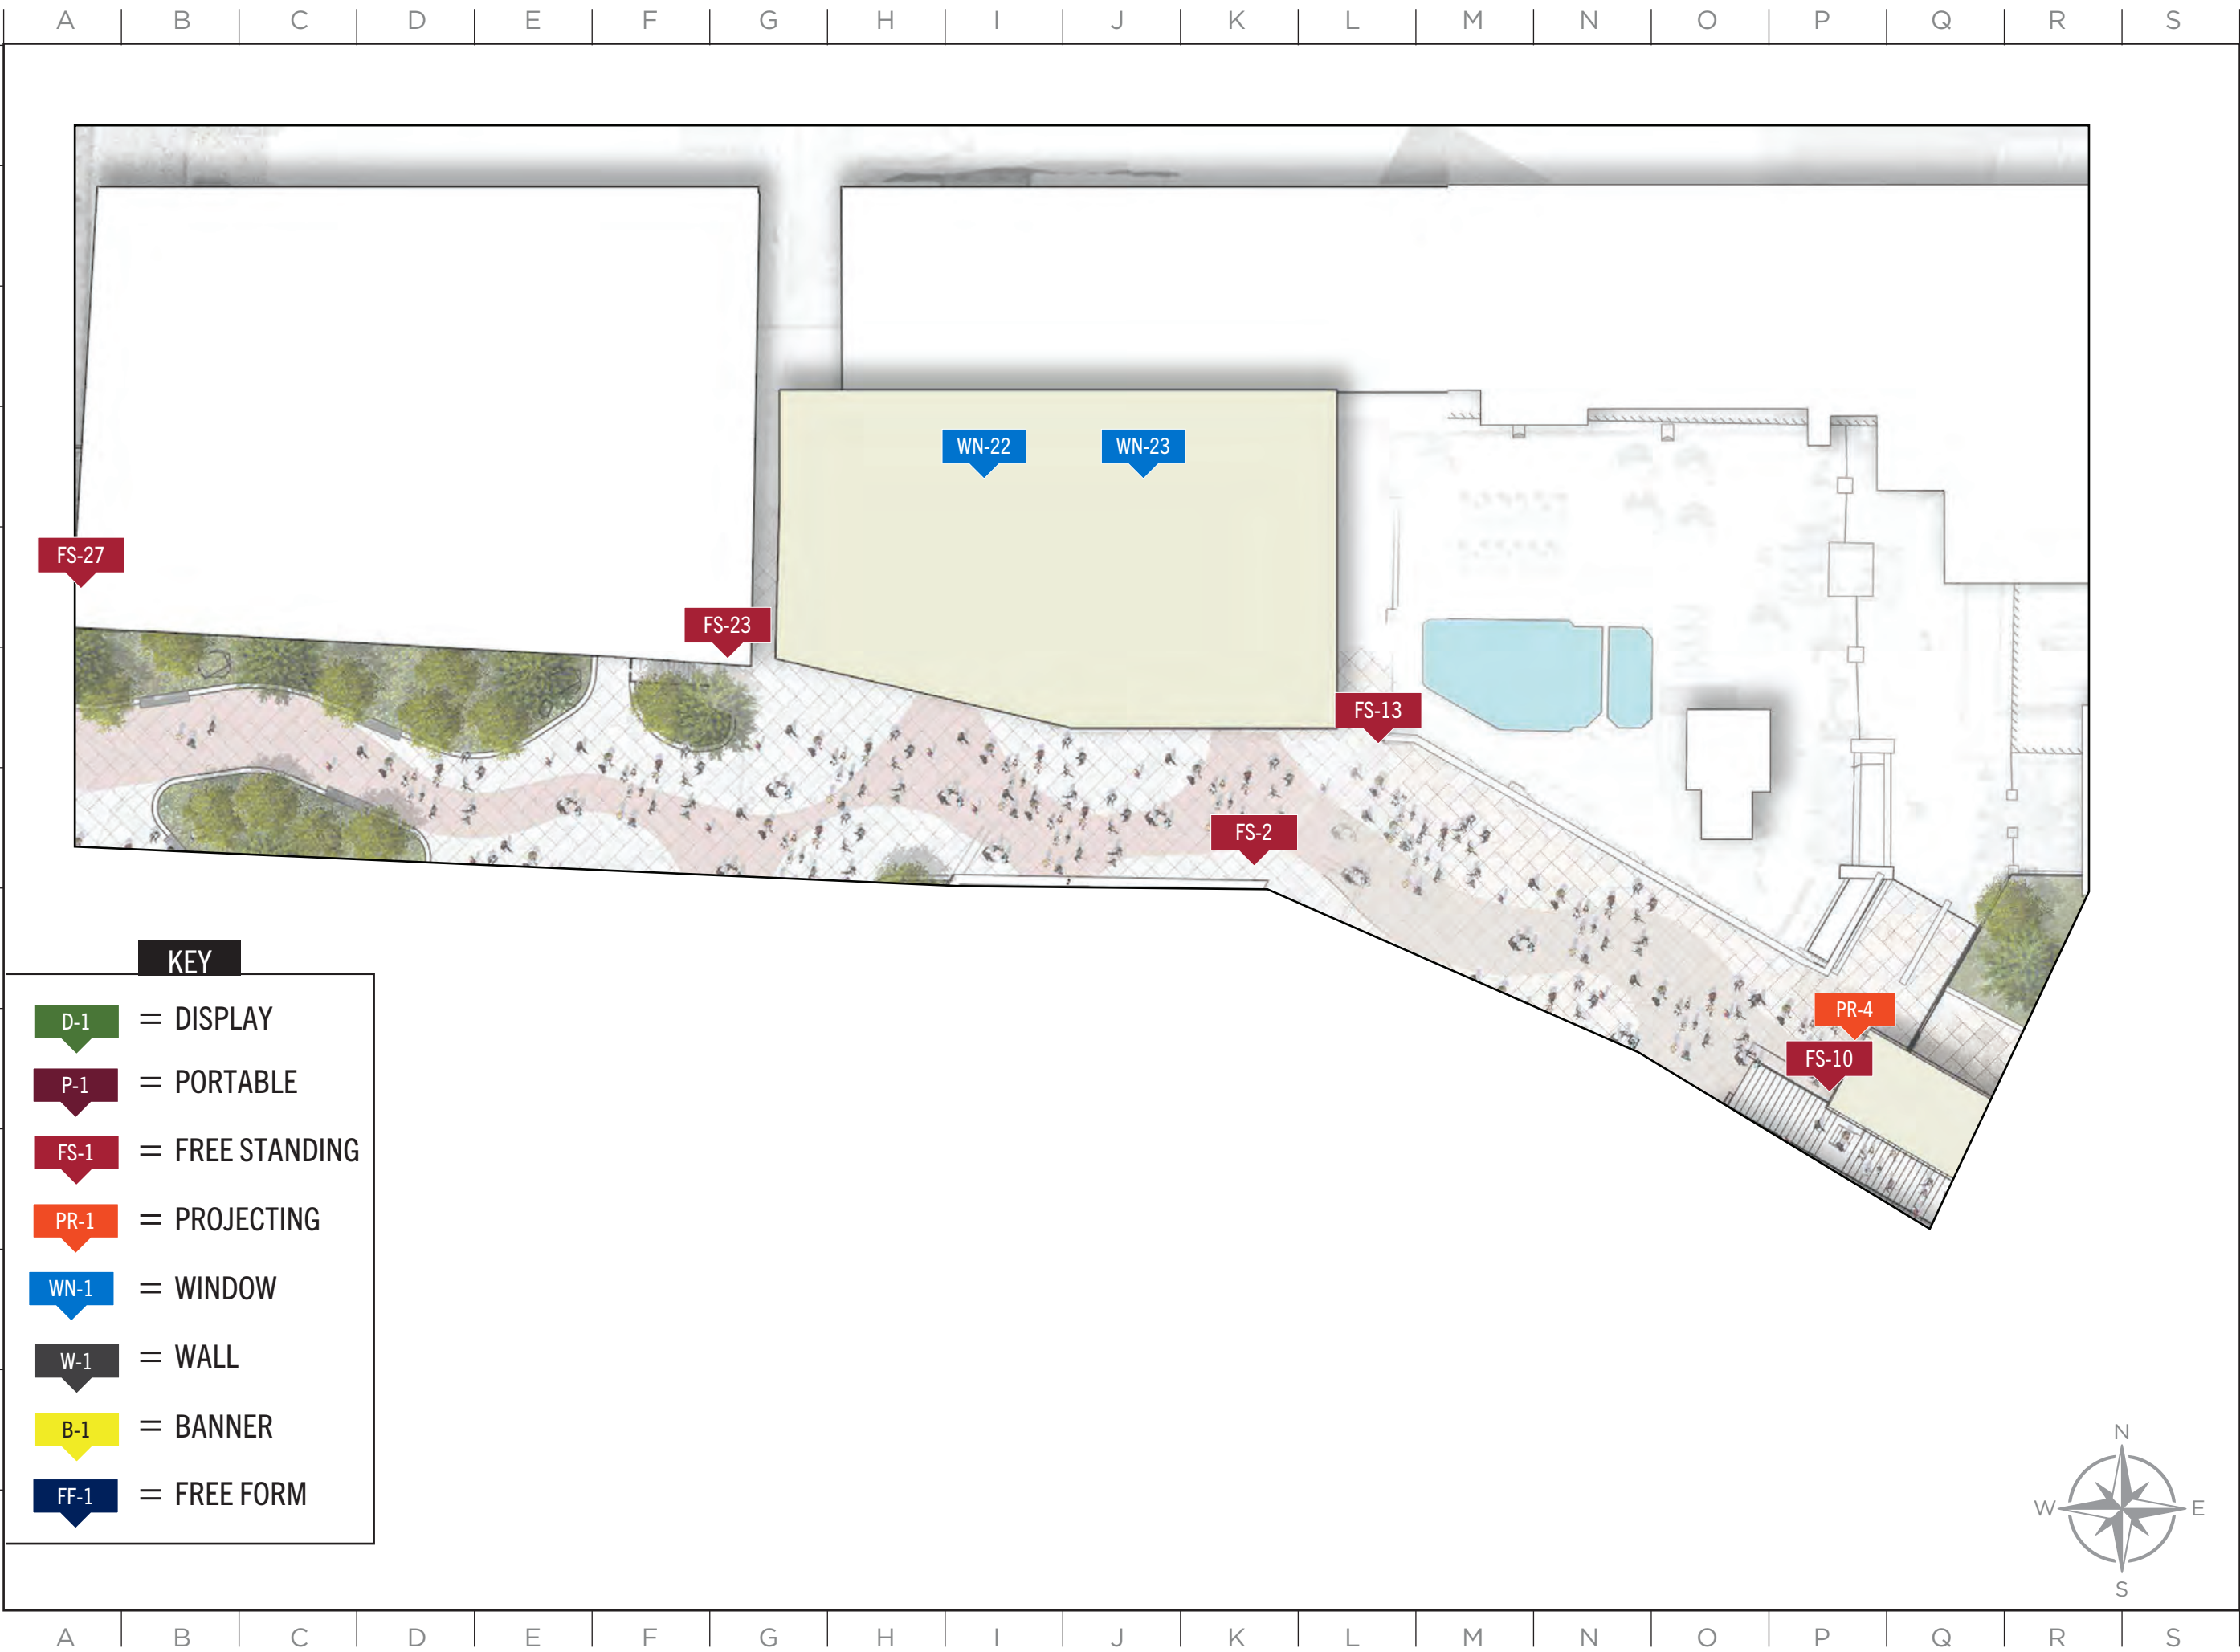 A B C D E F G H I J K L M N O P Q R S
WN-22 WN-23
FS-27
FS-23
FS-13
FS-2
PR-4
FS-10
KEY
D-1 = DISPLAY
P-1 = PORTABLE
FS-1 = FREE STANDING
PR-1 = PROJECTING
WN-1 = WINDOW
W-1 = WALL
B-1 = BANNER
FF-1 = FREE FORM
N
W E
S
A B C D E F G H I J K L M N O P Q R S